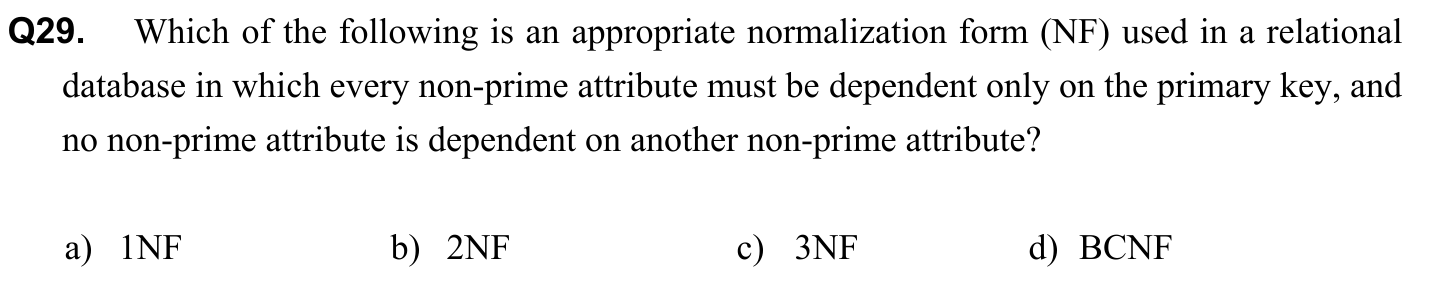 Q29. Which of the following is an appropriate normalization form (NF) used in a relational
database in which every non-prime attribute must be dependent only on the primary key, and
no non-prime attribute is dependent on another non-prime attribute?
a) 1NF b) 2NF c) 3NF d) BCNF